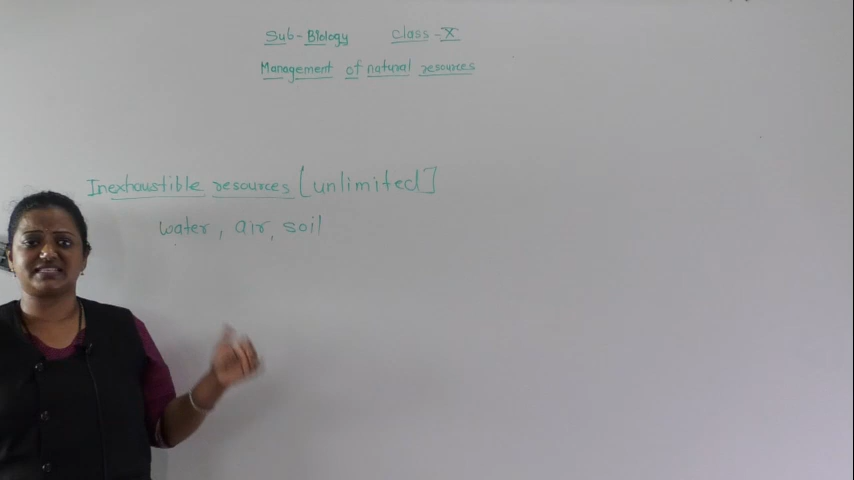 Sub-Biology Class-X
Management of natural resources
Inexhaustible resources [unlimited]
water, air, soil